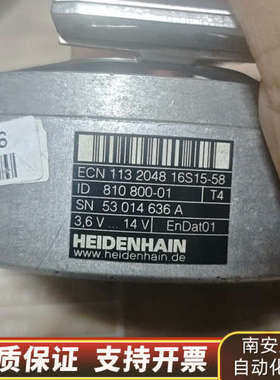 ECN 113 2048 16S15-58
ID 810 800-01 T4
SN 53 014 636 A
3,6 V ... 14 V EnDat01
HEIDENHAIN
www.heidenhain.de
质保证 支持开票
南安
自动化